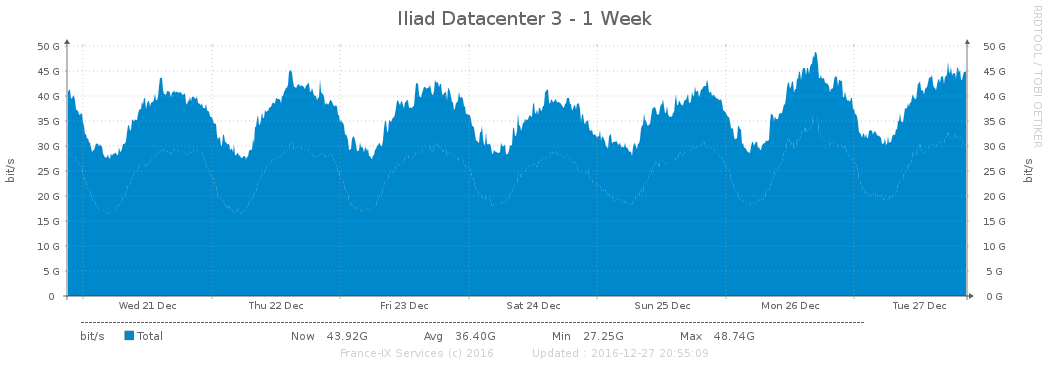 Iliad Datacenter 3 - 1 Week
RRDTOOL / TOBI OETIKER
50 G 50 G
45 G 45 G
40 G 40 G
35 G 35 G
30 G 30 G
25 G 25 G
20 G 20 G
15 G 15 G
10 G 10 G
5 G 5 G
0 0 G
bit/s bit/s
Wed 21 Dec Thu 22 Dec Fri 23 Dec Sat 24 Dec Sun 25 Dec Mon 26 Dec Tue 27 Dec
bit/s Total Now 43.92G Avg 36.40G Min 27.25G Max 48.74G
France-IX Services (c) 2016 Updated : 2016-12-27 20:55:09